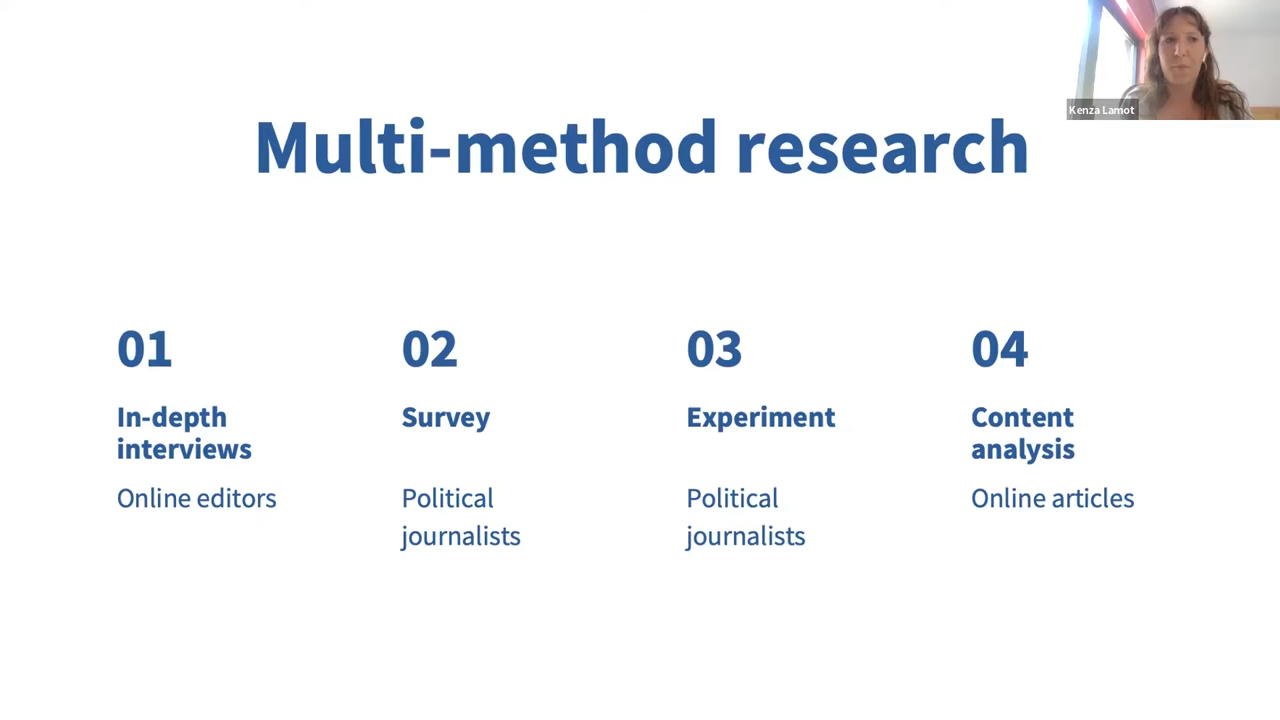 Kenza Lamot
Multi-method research
01
In-depth
interviews
Online editors
02
Survey
Political
journalists
03
Experiment
Political
journalists
04
Content
analysis
Online articles